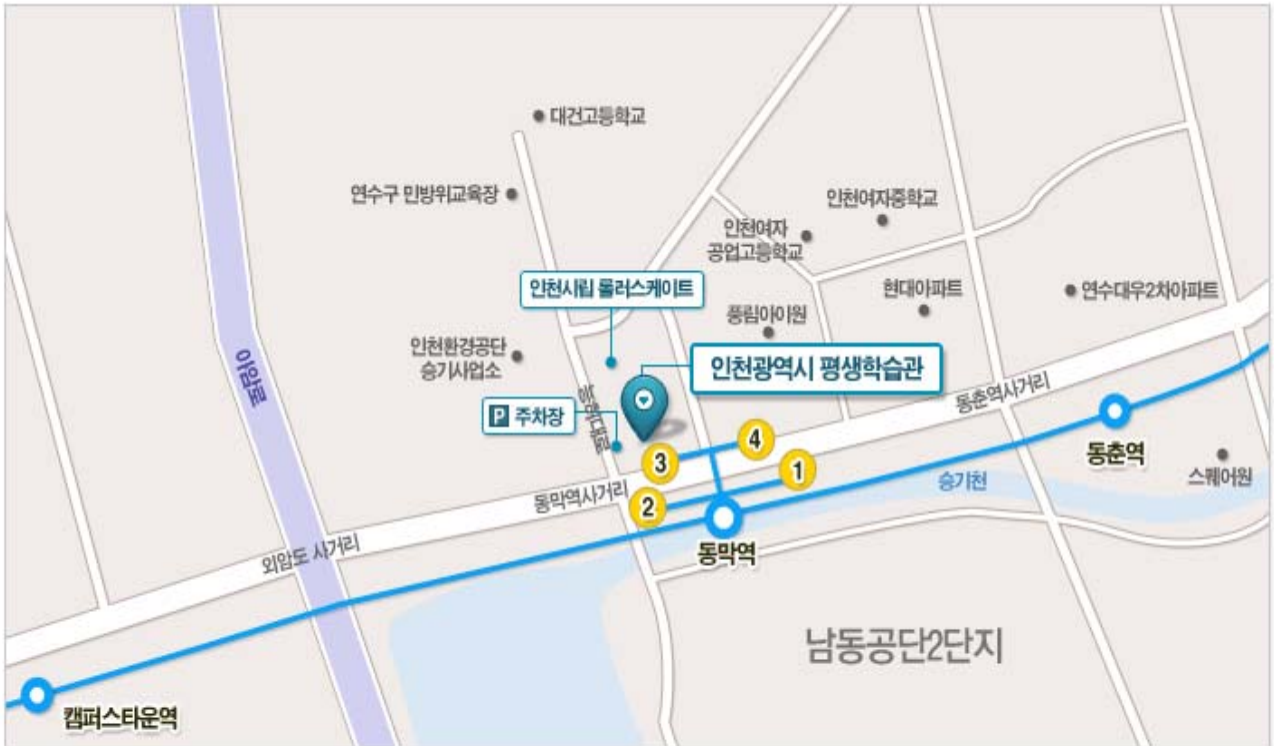 대건고등학교
연수구 민방위교육장
인천여자중학교
인천여자
공업고등학교
인천시립 롤러스케이트
현대아파트
연수대우2차아파트
풍림아이원
인천환경공단
승기사업소
인천광역시 평생학습관
아암로
능허대로
P 주차장
동춘역사거리
4
3
1
2
동춘역
스퀘어원
승기천
동막역사거리
동막역
외암도 사거리
남동공단2단지
캠퍼스타운역